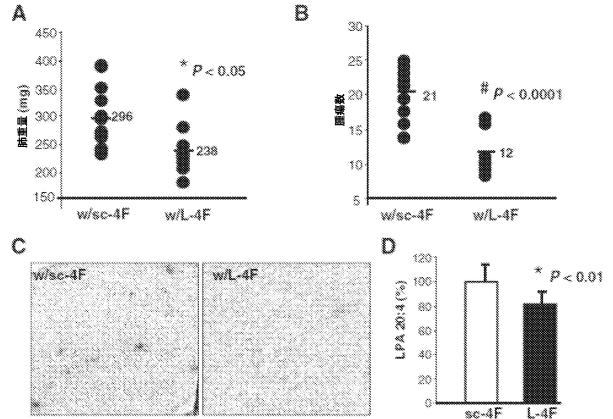 A
肺重量 (mg)
450
400
350
300
250
200
150
296
238
* P < 0.05
w/sc-4F
w/L-4F
B
腫瘍数
30
25
20
15
10
5
21
12
# P < 0.0001
w/sc-4F
w/L-4F
C
w/sc-4F
w/L-4F
D
LPA 20:4 (%)
120
100
80
60
40
20
0
* P < 0.01
sc-4F
L-4F